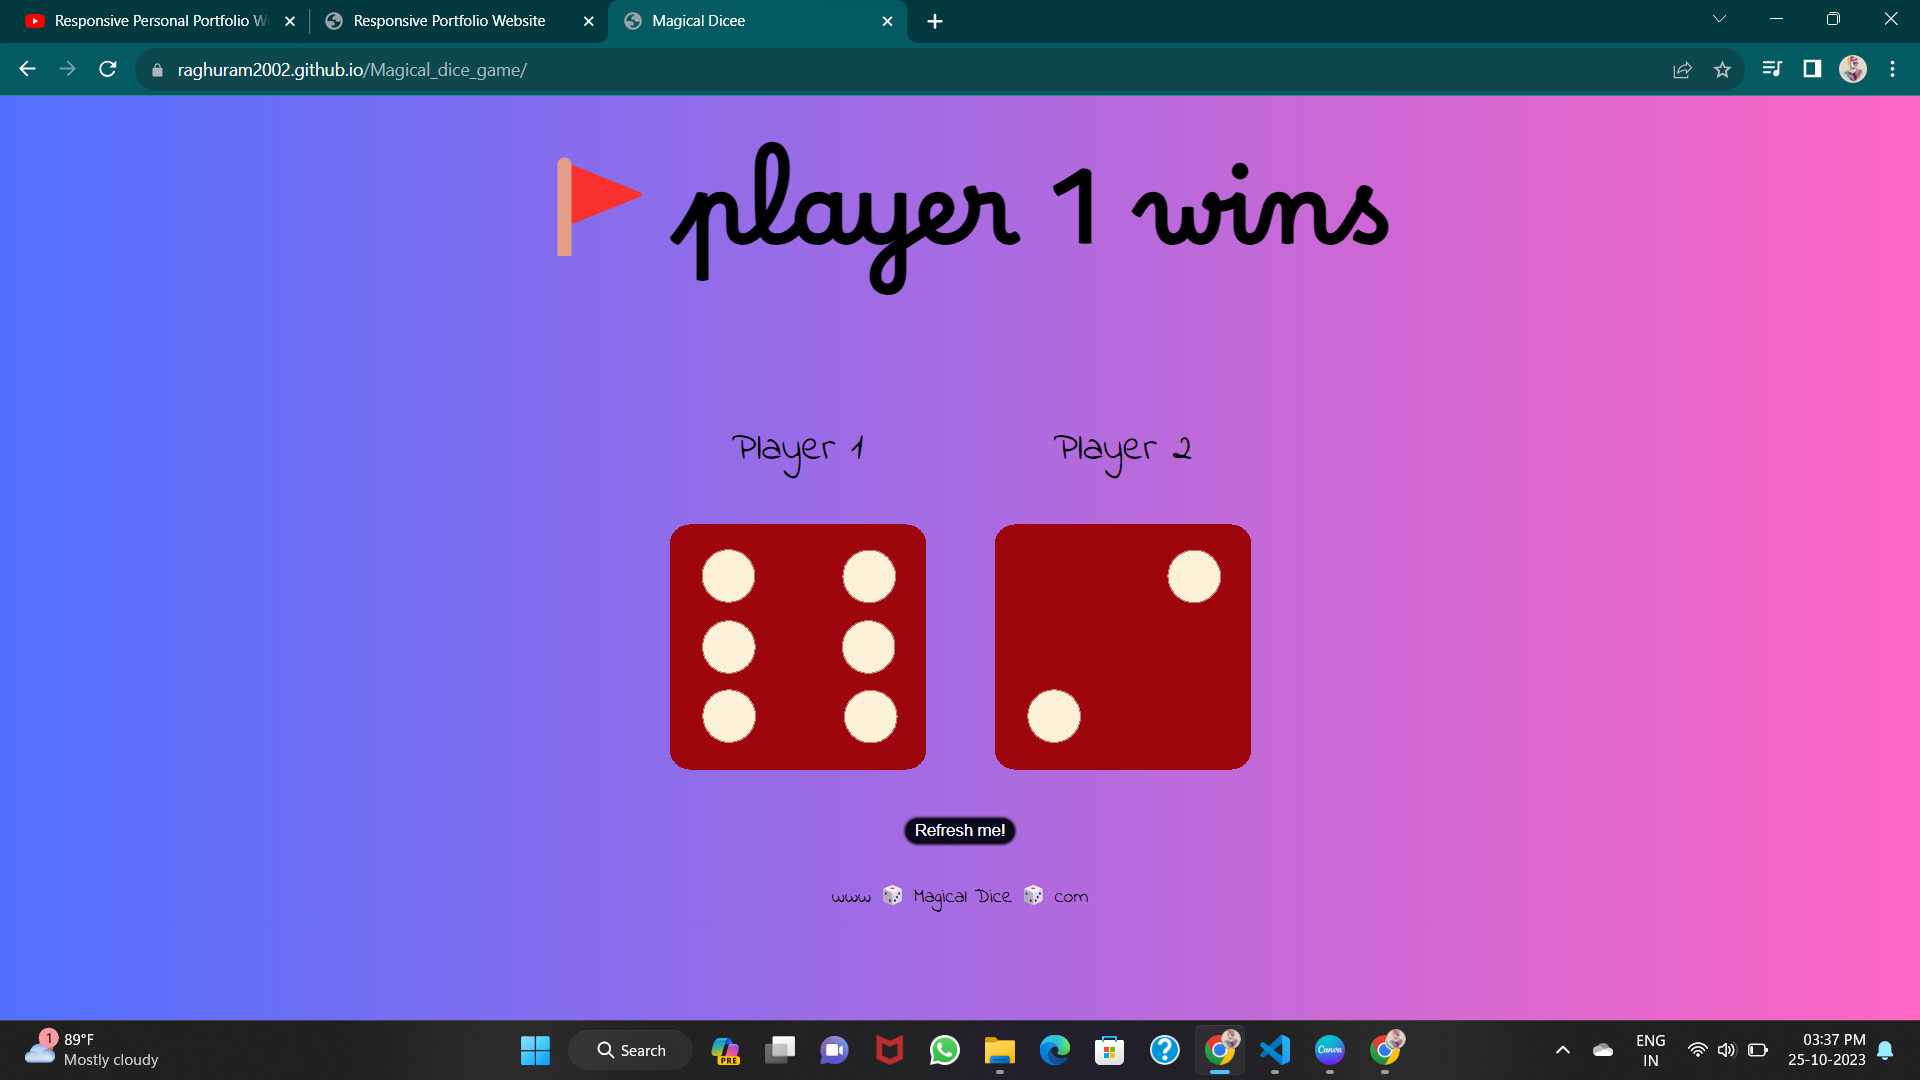 Responsive Personal Portfolio W
Responsive Portfolio Website
Magical Dicee
raghuram2002.github.io/Magical_dice_game/
player 1 wins
Player 1
Player 2
Refresh me!
www 🎲 Magical Dice 🎲 com
1
89°F
Mostly cloudy
Search
PRE
Canva
ENG
IN
03:37 PM
25-10-2023